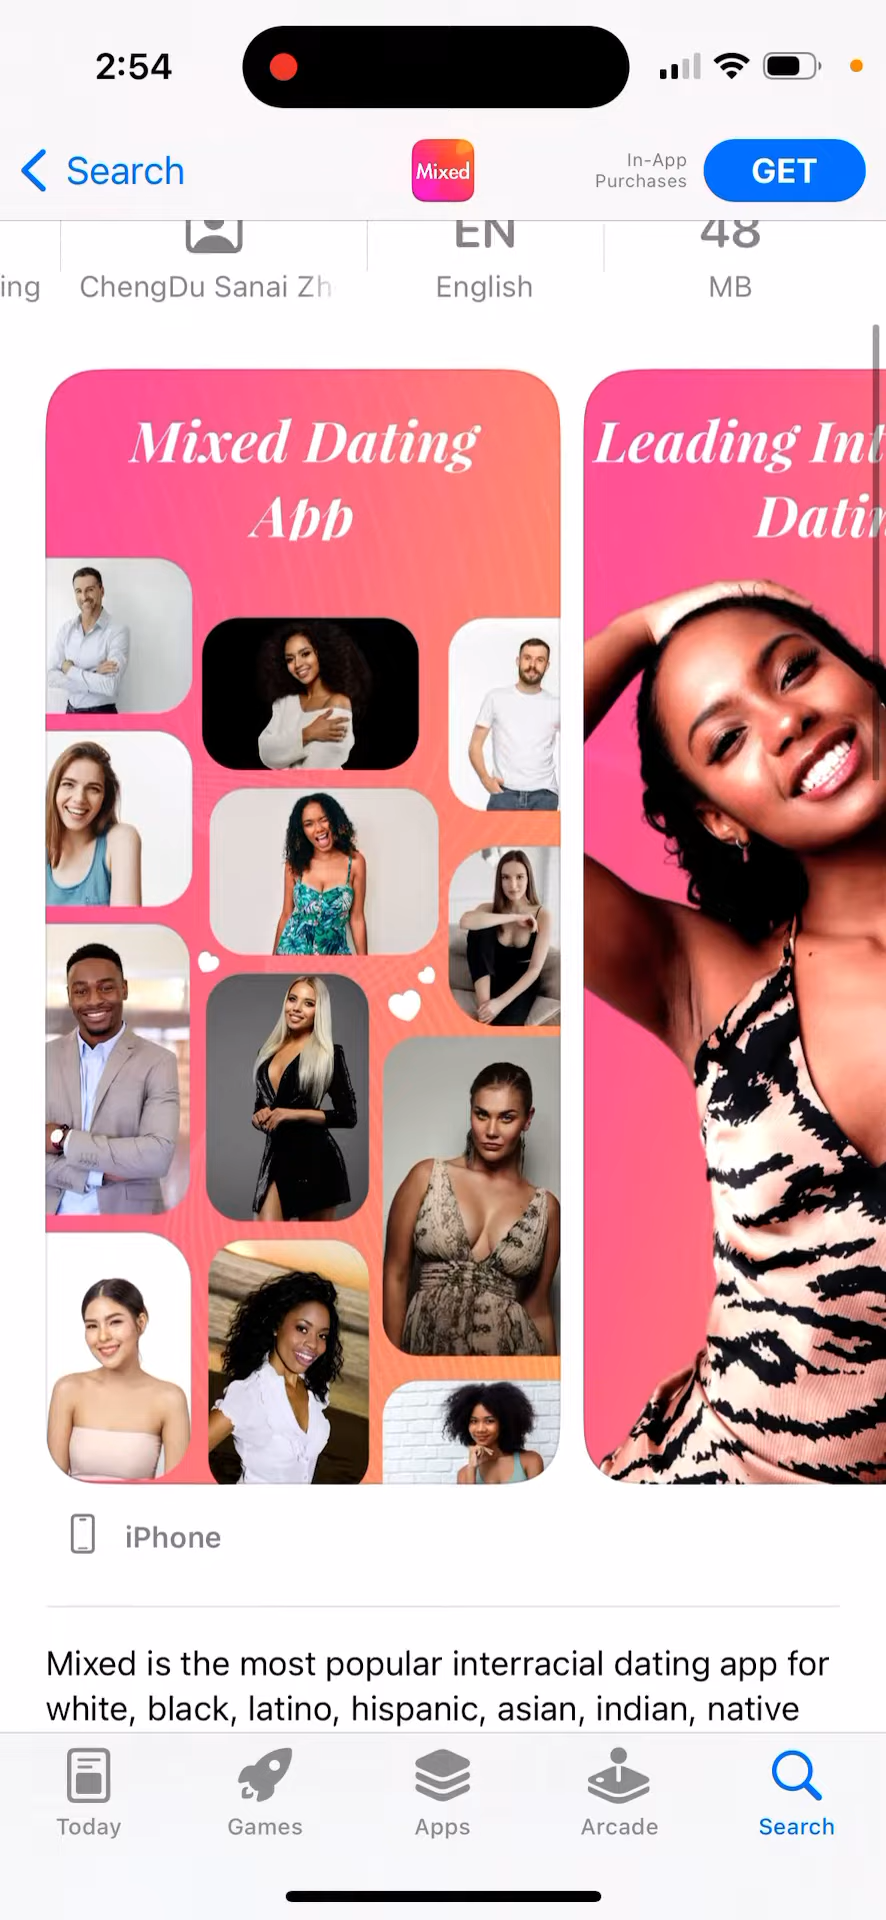 2:54
Search
Mixed
In-App
Purchases
GET
EN
48
ing
ChengDu Sanai Zh
English
MB
Mixed Dating
App
Leading Int
Datin
iPhone
Mixed is the most popular interracial dating app for
white, black, latino, hispanic, asian, indian, native
Today
Games
Apps
Arcade
Search